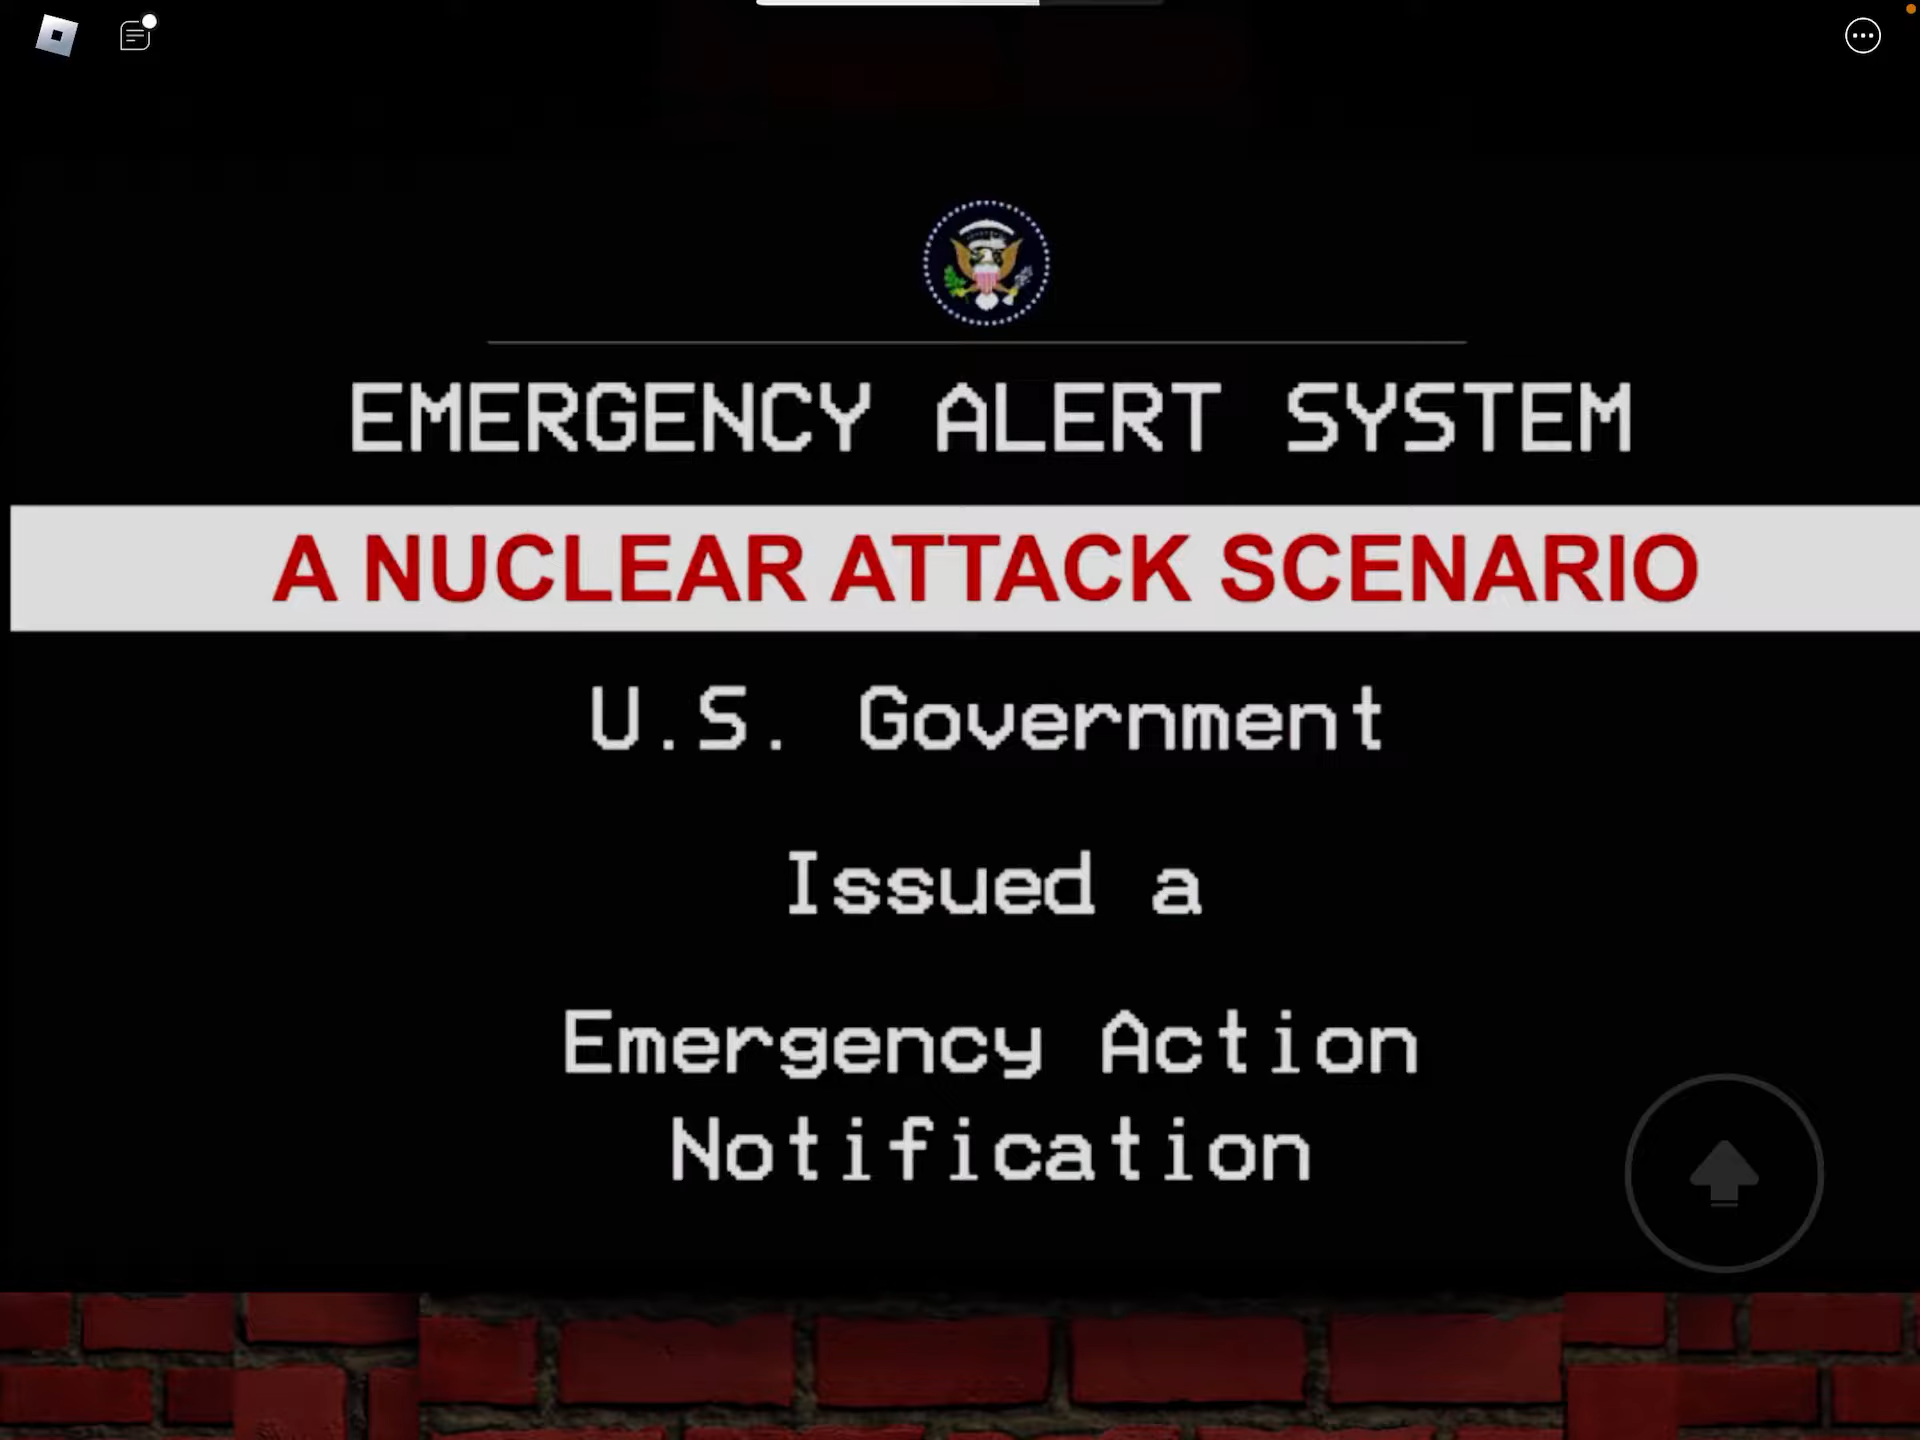 EMERGENCY ALERT SYSTEM
A NUCLEAR ATTACK SCENARIO
U.S. Government
Issued a
Emergency Action
Notification